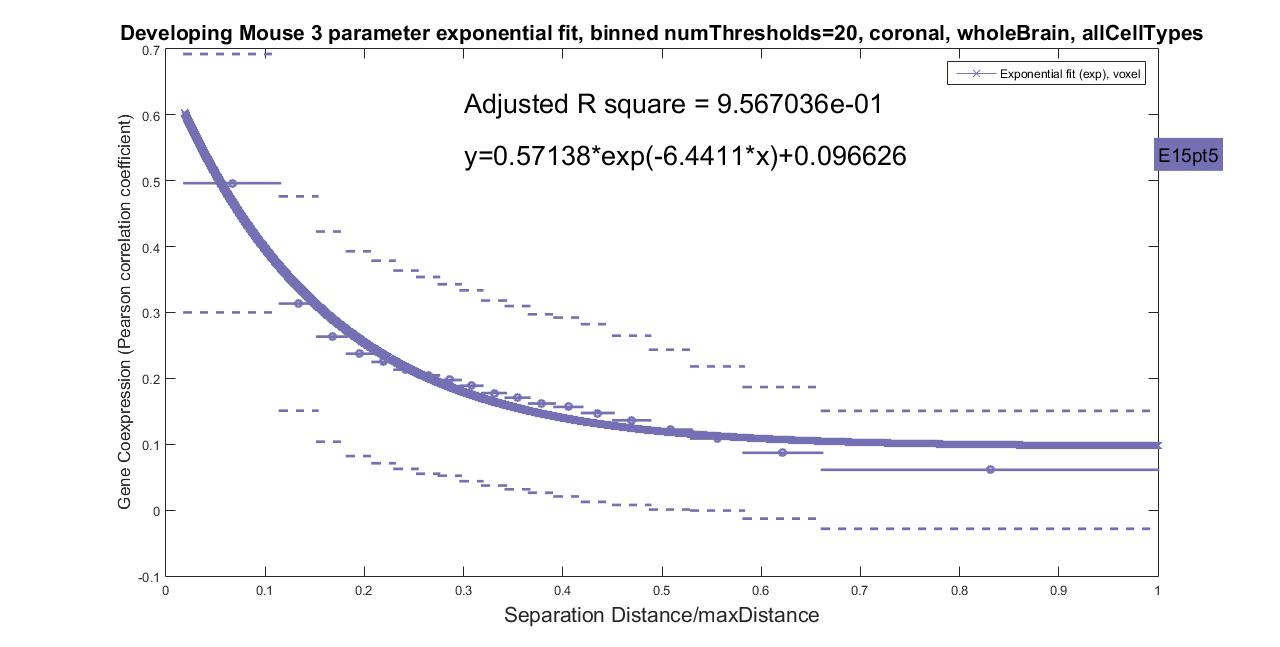 Developing Mouse 3 parameter exponential fit, binned numThresholds=20, coronal, wholeBrain, allCellTypes
Exponential fit (exp), voxel
Adjusted R square = 9.567036e-01
y=0.57138*exp(-6.4411*x)+0.096626
E15pt5
Gene Coexpression (Pearson correlation coefficient)
0.7
0.6
0.5
0.4
0.3
0.2
0.1
0
-0.1
0 0.1 0.2 0.3 0.4 0.5 0.6 0.7 0.8 0.9 1
Separation Distance/maxDistance